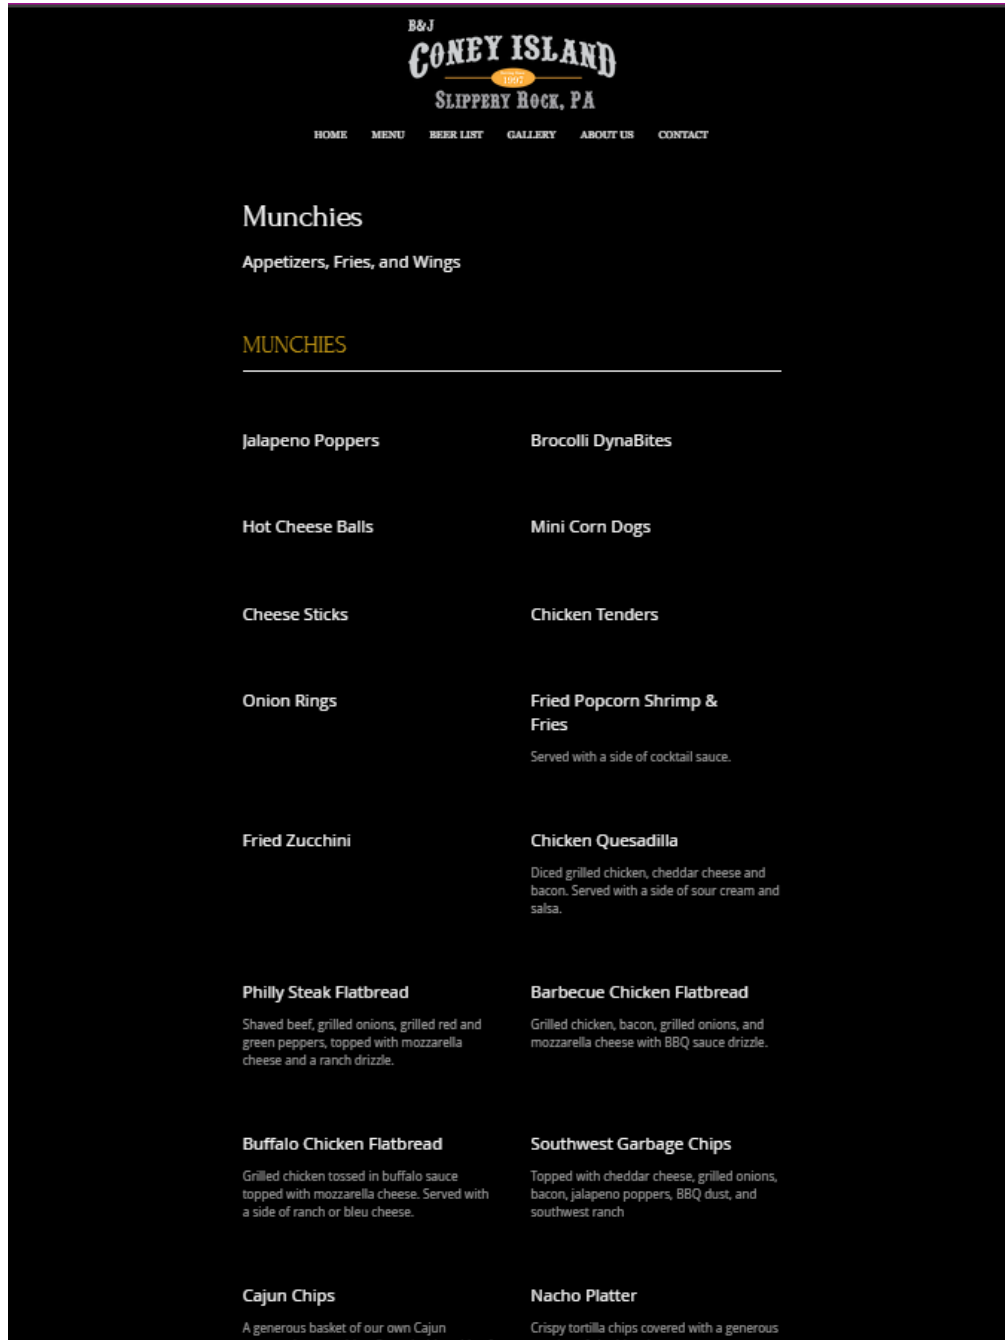 B&J
CONEY ISLAND
1997
SLIPPERY ROCK, PA
HOME MENU BEER LIST GALLERY ABOUT US CONTACT
Munchies
Appetizers, Fries, and Wings
MUNCHIES
Jalapeno Poppers
Brocolli DynaBites
Hot Cheese Balls
Mini Corn Dogs
Cheese Sticks
Chicken Tenders
Onion Rings
Fried Popcorn Shrimp &
Fries
Served with a side of cocktail sauce.
Fried Zucchini
Chicken Quesadilla
Diced grilled chicken, cheddar cheese and
bacon. Served with a side of sour cream and
salsa.
Philly Steak Flatbread
Shaved beef, grilled onions, grilled red and
green peppers, topped with mozzarella
cheese and a ranch drizzle.
Barbecue Chicken Flatbread
Grilled chicken, bacon, grilled onions, and
mozzarella cheese with BBQ sauce drizzle.
Buffalo Chicken Flatbread
Grilled chicken tossed in buffalo sauce
topped with mozzarella cheese. Served with
a side of ranch or bleu cheese.
Southwest Garbage Chips
Topped with cheddar cheese, grilled onions,
bacon, jalapeno poppers, BBQ dust, and
southwest ranch
Cajun Chips
A generous basket of our own Cajun
Nacho Platter
Crispy tortilla chips covered with a generous